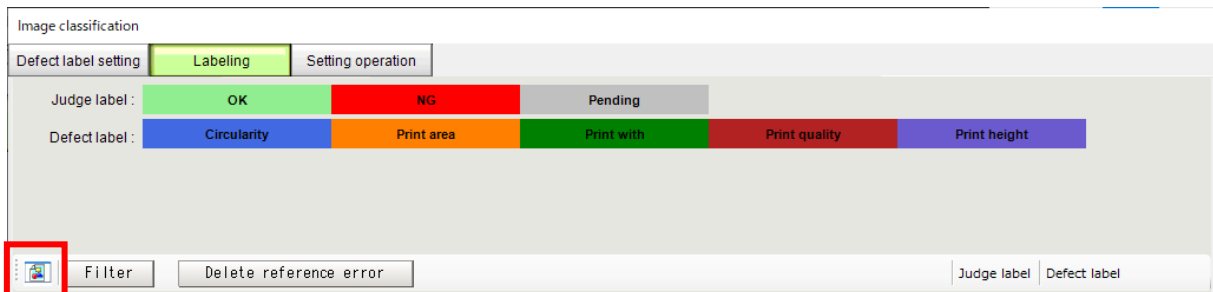 Image classification
Defect label setting Labeling Setting operation
Judge label : OK NG Pending
Defect label : Circularity Print area Print with Print quality Print height
Filter Delete reference error Judge label Defect label